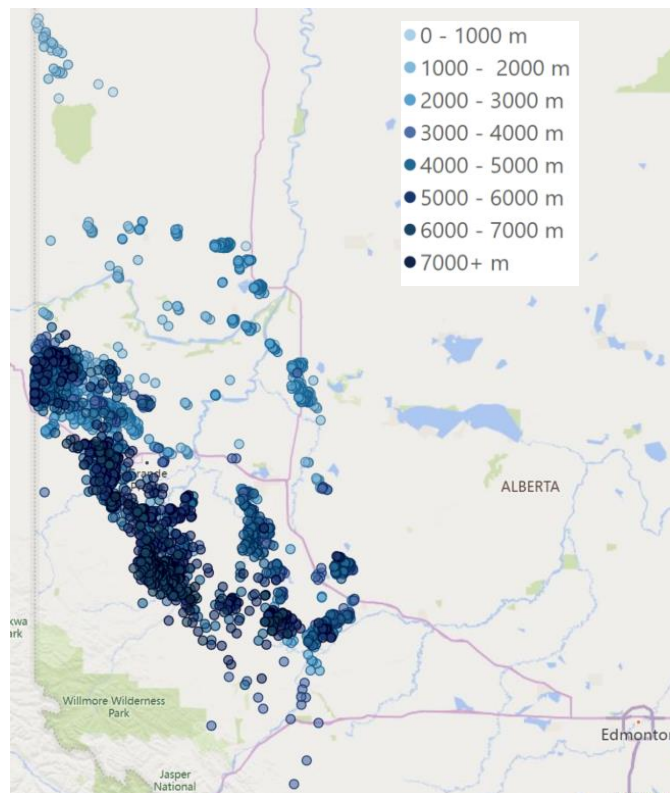 0 - 1000 m
1000 - 2000 m
2000 - 3000 m
3000 - 4000 m
4000 - 5000 m
5000 - 6000 m
6000 - 7000 m
7000+ m
ALBERTA
Park
Willmore Wilderness
Park
Edmonton
Jasper
National